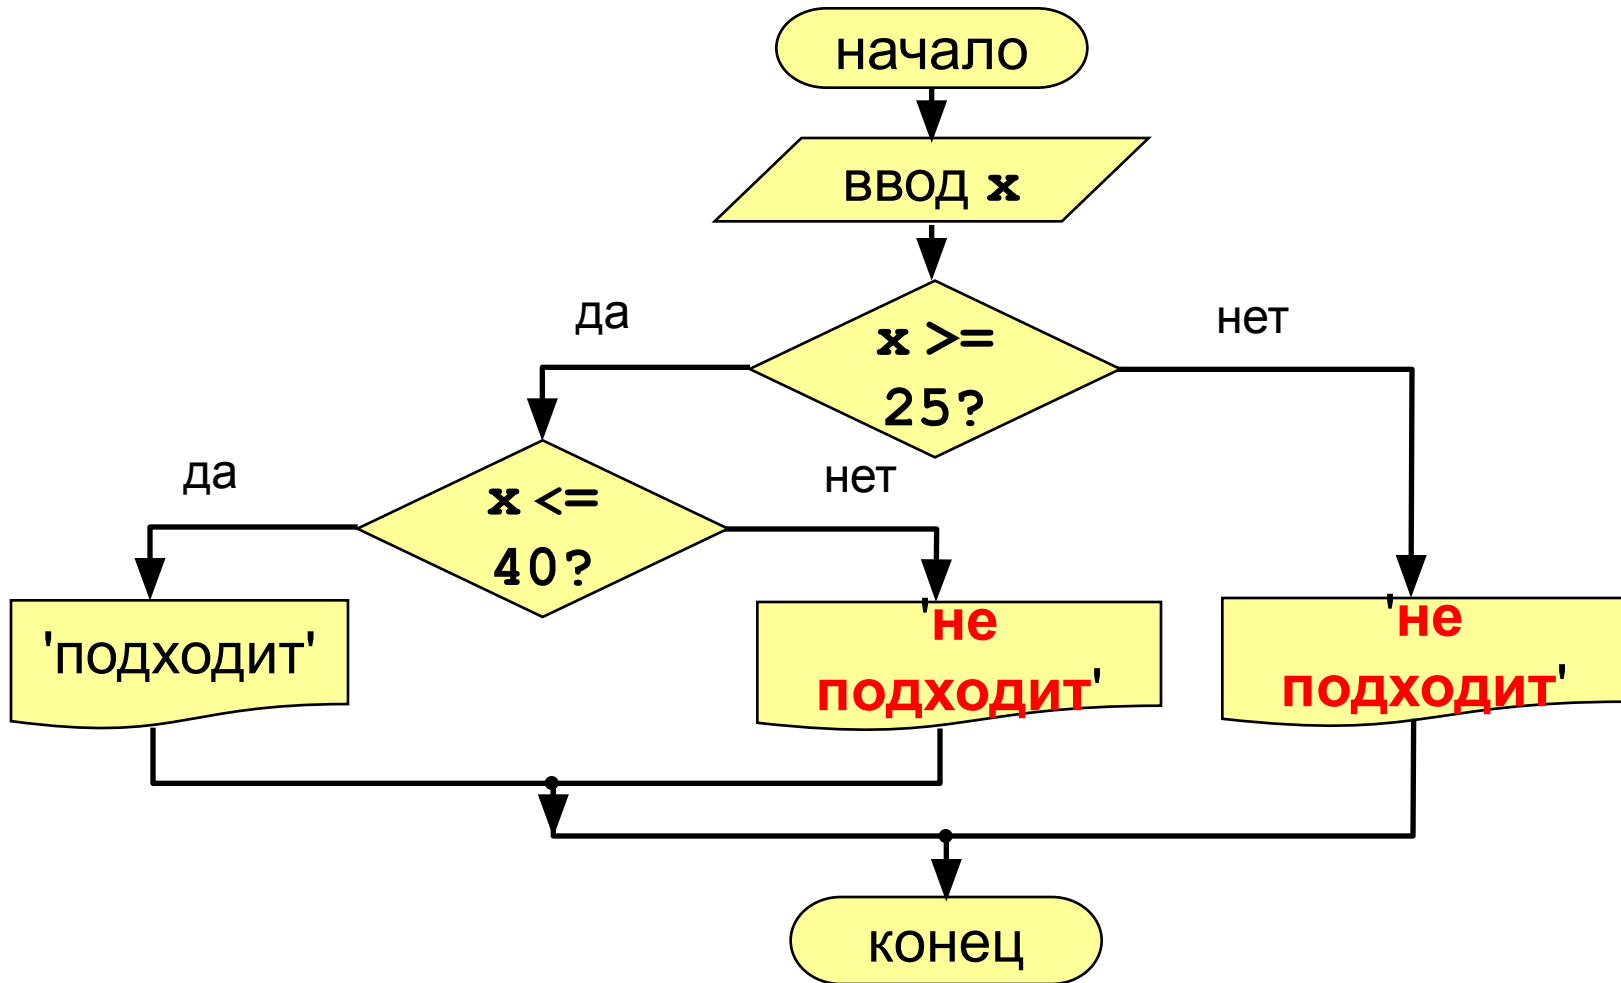 начало
ввод x
да
x >=
25?
нет
да
x <=
40?
нет
'подходит'
'не
подходит'
'не
подходит'
конец